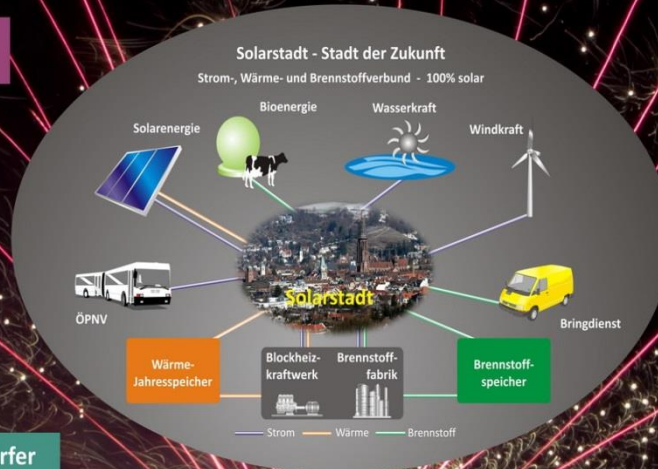 Solarstadt - Stadt der Zukunft
Strom-, Wärme- und Brennstoffverbund - 100% solar
Bioenergie
Wasserkraft
Solarenergie
Windkraft
Solarstadt
ÖPNV
Bringdienst
Wärme-
Jahresspeicher
Blockheiz-
kraftwerk
Brennstoff-
fabrik
Brennstoff-
speicher
Strom
Wärme
Brennstoff